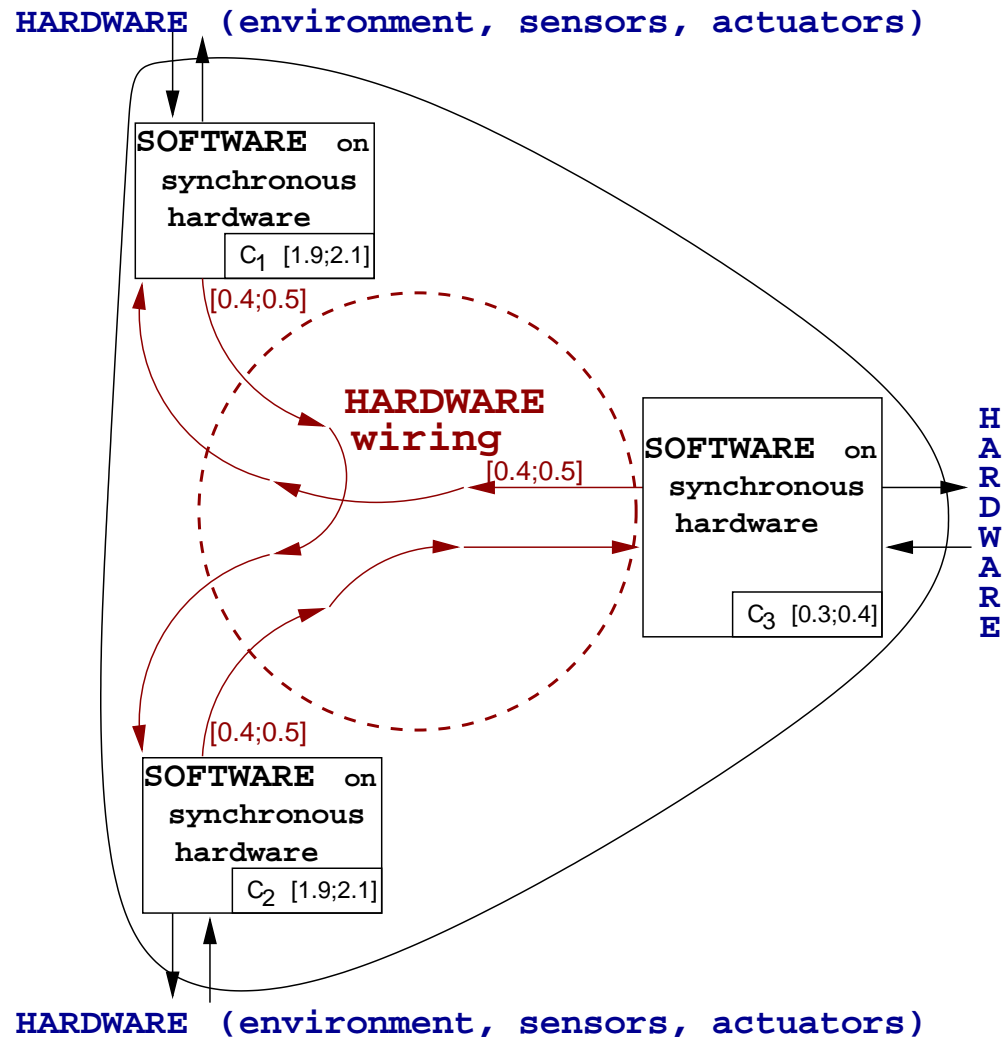 HARDWARE (environment, sensors, actuators)
SOFTWARE on
synchronous
hardware
C1 [1.9;2.1]
[0.4;0.5]
HARDWARE
wiring
[0.4;0.5]
SOFTWARE on
synchronous
hardware
C3 [0.3;0.4]
HARDWARE
[0.4;0.5]
SOFTWARE on
synchronous
hardware
C2 [1.9;2.1]
HARDWARE (environment, sensors, actuators)